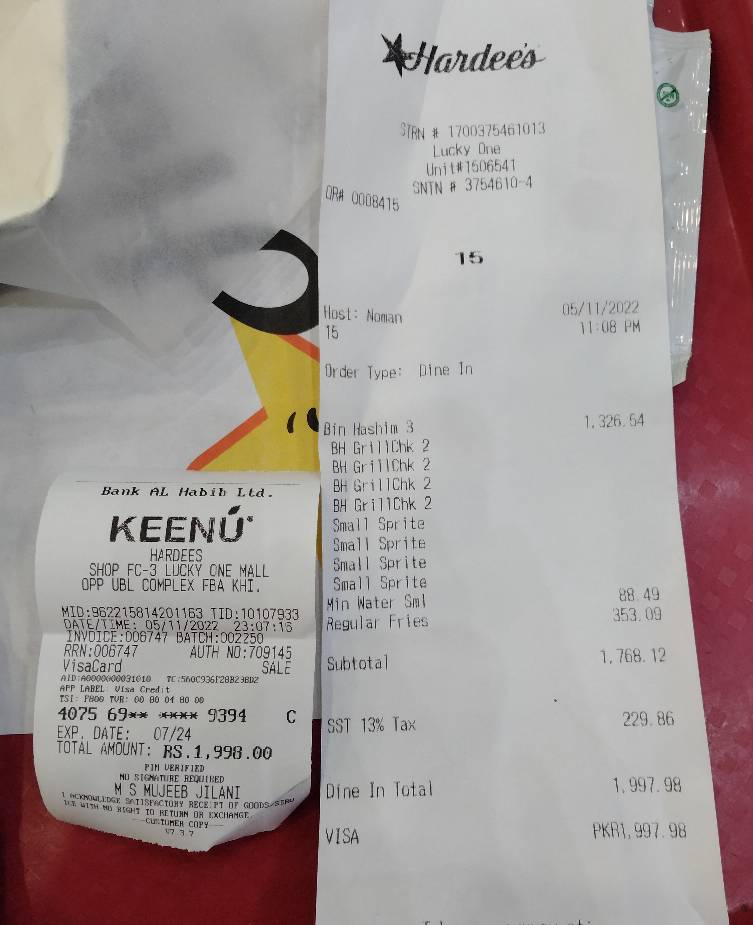 Hardee's
STRN # 1700375461013
Lucky One
Unit#1506541
SNTN # 3754610-4
OR# 0008415
15
Host: Noman 05/11/2022
15 11:08 PM
Order Type: Dine In
Bin Hashim 3 1,326.54
BH GrillChk 2
BH GrillChk 2
BH GrillChk 2
BH GrillChk 2
Small Sprite
Small Sprite
Small Sprite
Small Sprite
Min Water Sml 88.49
Regular Fries 353.09
Subtotal 1,768.12
SST 13% Tax 229.86
Dine In Total 1,997.98
VISA PKR1,997.98
Bank AL Habib Ltd.
KEENÚ
HARDEES
SHOP FC-3 LUCKY ONE MALL
OPP UBL COMPLEX FBA KHI.
MID:962215814201163 TID:10107933
DATE/TIME: 05/11/2022 23:07:16
INVOICE:006747 BATCH:002250
RRN:006747 AUTH NO:709145
VisaCard SALE
AID:A0000000031010 TC:
APP LABEL: Visa Credit
TSI: F800 TVR: 00 80 04 80 00
4075 69** **** 9394 C
EXP. DATE: 07/24
TOTAL AMOUNT: RS.1,998.00
PIN VERIFIED
NO SIGNATURE REQUIRED
M S MUJEEB JILANI
I ACKNOWLEDGE SATISFACTORY RECEIPT OF GOODS/SERV
ICE WITH NO RIGHT TO RETURN OR EXCHANGE.
---CUSTOMER COPY---
V7.3.7